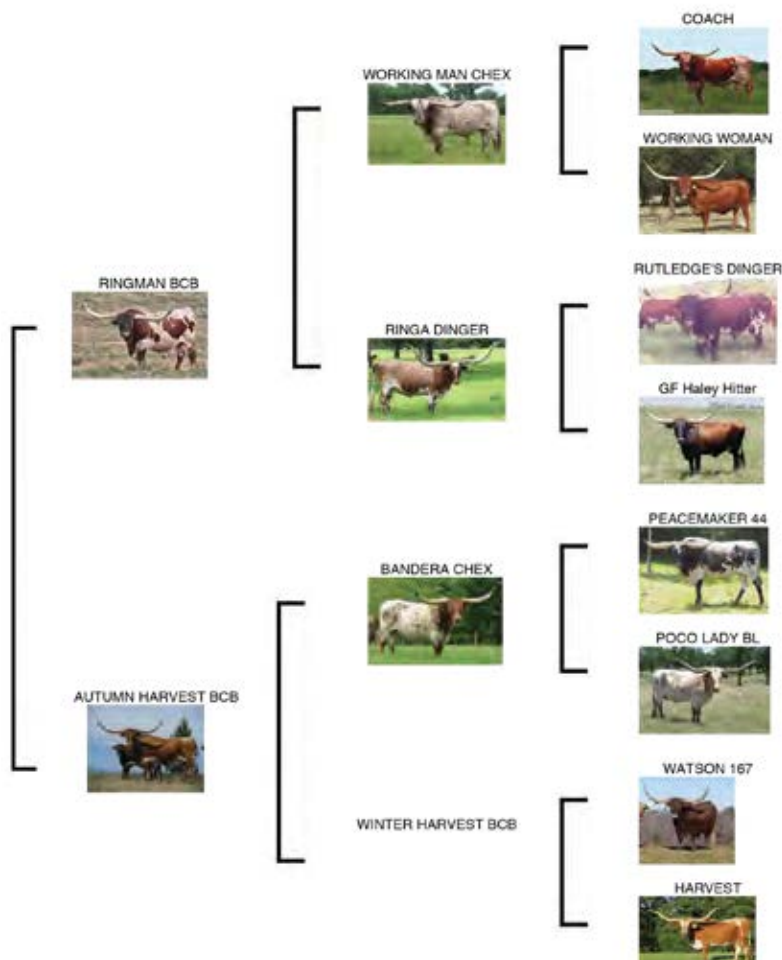 COACH
WORKING MAN CHEX
WORKING WOMAN
RINGMAN BCB
RUTLEDGE'S DINGER
RINGA DINGER
GF Haley Hitter
PEACEMAKER 44
BANDERA CHEX
POCO LADY BL
AUTUMN HARVEST BCB
WATSON 167
WINTER HARVEST BCB
HARVEST